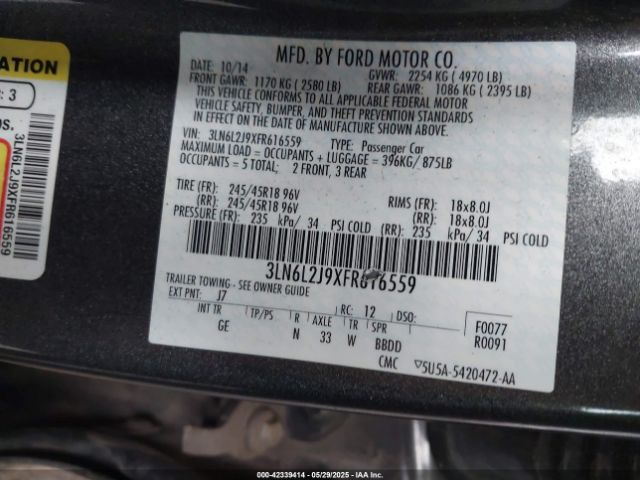 ATION
: 3
os.
3LN6L2J9XFR616559
MFD. BY FORD MOTOR CO.
DATE: 10/14 GVWR: 2254 KG ( 4970 LB)
FRONT GAWR: 1170 KG ( 2580 LB) REAR GAWR: 1086 KG ( 2395 LB)
THIS VEHICLE CONFORMS TO ALL APPLICABLE FEDERAL MOTOR
VEHICLE SAFETY, BUMPER, AND THEFT PREVENTION STANDARDS
IN EFFECT ON THE DATE OF MANUFACTURE SHOWN ABOVE.
VIN: 3LN6L2J9XFR616559 TYPE: Passenger Car
MAXIMUM LOAD = OCCUPANTS + LUGGAGE = 396KG/ 875LB
OCCUPANTS = 5 TOTAL: 2 FRONT, 3 REAR
TIRE (FR): 245/45R18 96V RIMS (FR): 18x8.0J
(RR): 245/45R18 96V (RR): 18x8.0J
PRESSURE (FR): 235 kPa/ 34 PSI COLD (RR): 235 kPa/ 34 PSI COLD
3LN6L2J9XFR616559
TRAILER TOWING - SEE OWNER GUIDE
EXT PNT: J7 RC: 12 DSO: F0077
INT TR TP/PS R AXLE TR SPR R0091
GE N 33 W BBDD
CMC 5U5A-5420472-AA
000-42339414 - 05/29/2025 - IAAI.COM